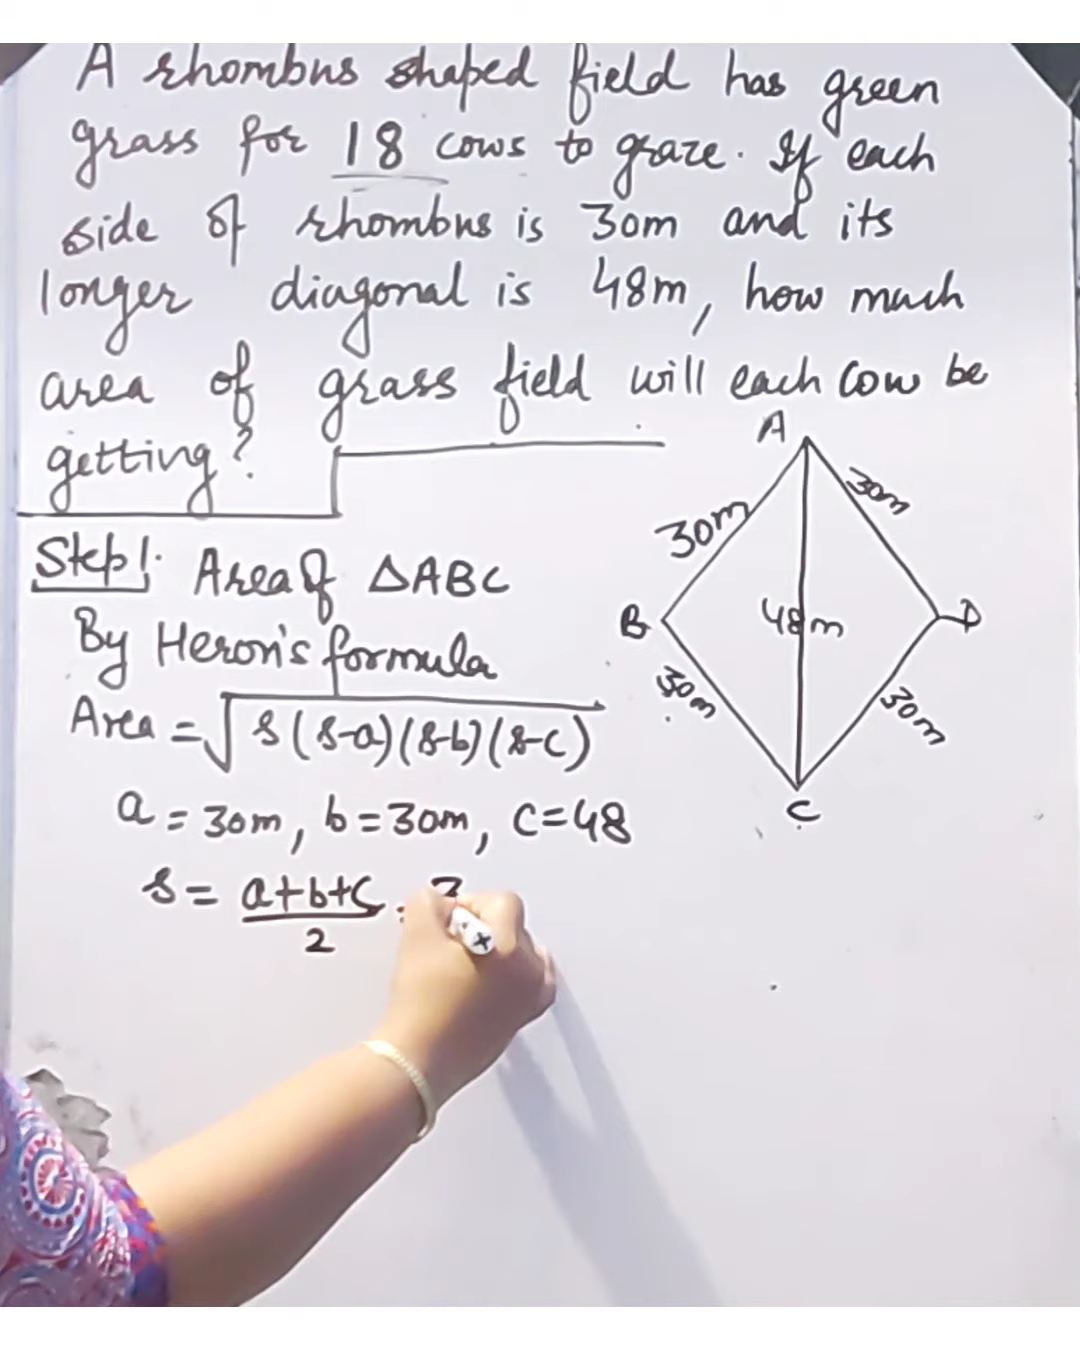 A rhombus shaped field has green
grass for 18 cows to graze. If each
side of rhombus is 30m and its
longer diagonal is 48m, how much
area of grass field will each cow be
getting?
Step 1. Area of △ABC
By Heron's formula
Area = √s(s-a)(s-b)(s-c)
a = 30m, b = 30m, c = 48
s = a+b+c
2
A
30m
30m
B
48m
D
30m
30m
C